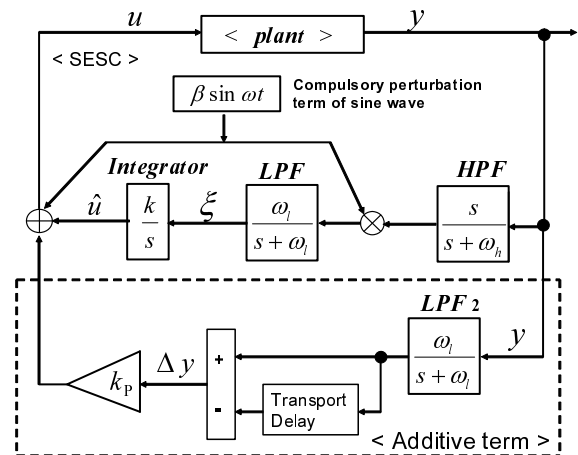 u
< plant >
y
< SESC >
β sin ωt
Compulsory perturbation
term of sine wave
Integrator
LPF
HPF
û
k
s
ξ
ω_l
s + ω_l
s
s + ω_h
LPF 2
ω_l
s + ω_l
y
+
-
Δy
k_P
Transport
Delay
< Additive term >